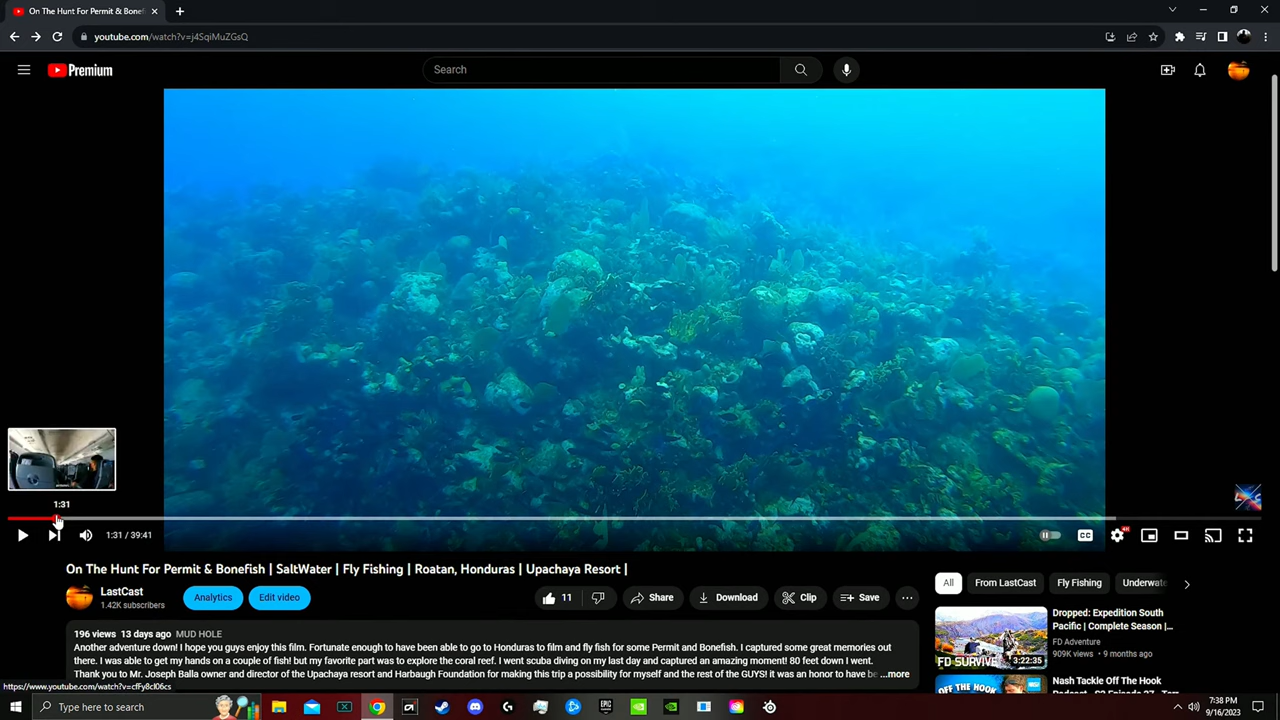 On The Hunt For Permit & Bonef
youtube.com/watch?v=j4SqiMuZGsQ
Premium
Search
1:31
1:31 / 39:41
CC
4K
On The Hunt For Permit & Bonefish | SaltWater | Fly Fishing | Roatan, Honduras | Upachaya Resort |
LastCast
1.42K subscribers
Analytics
Edit video
11
Share
Download
Clip
Save
196 views 13 days ago MUD HOLE
Another adventure down! I hope you guys enjoy this film. Fortunate enough to have been able to go to Honduras to film and fly fish for some Permit and Bonefish. I captured some great memories out
there. I was able to get my hands on a couple of fish! but my favorite part was to explore the coral reef. I went scuba diving on my last day and captured an amazing moment! 80 feet down I went.
Thank you to Mr. Joseph Balla owner and director of the Upachaya resort and Harbaugh Foundation for making this trip a possibility for myself and the rest of the GUYS! It was an honor to have be ...more
All
From LastCast
Fly Fishing
Underwate
FD SURVIVE
3:22:35
Dropped: Expedition South
Pacific | Complete Season |...
FD Adventure
909K views • 9 months ago
OFF THE
Nash Tackle Off The Hook
https://www.youtube.com/watch?v=cfFy8cl06cs
Type here to search
EPIC
7:38 PM
9/16/2023